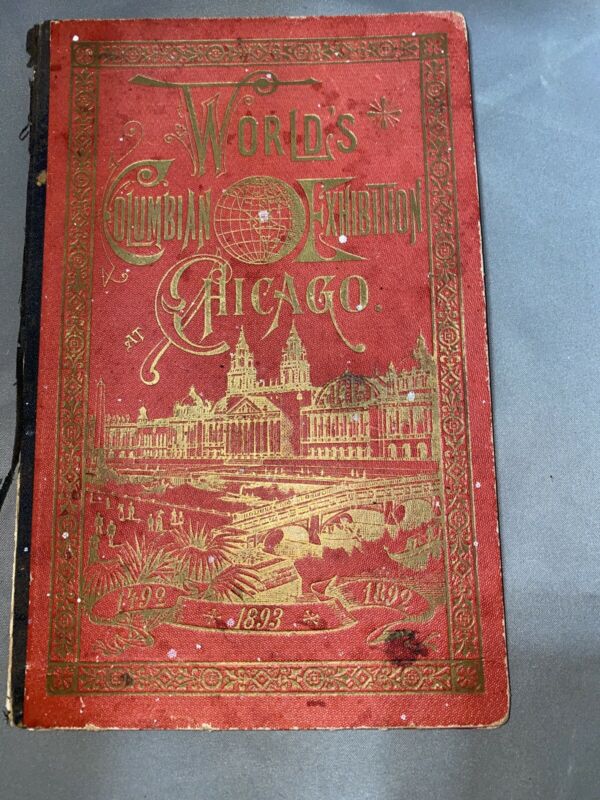 WORLD'S
COLUMBIAN EXHIBITION
AT CHICAGO.
1492 1893 1892